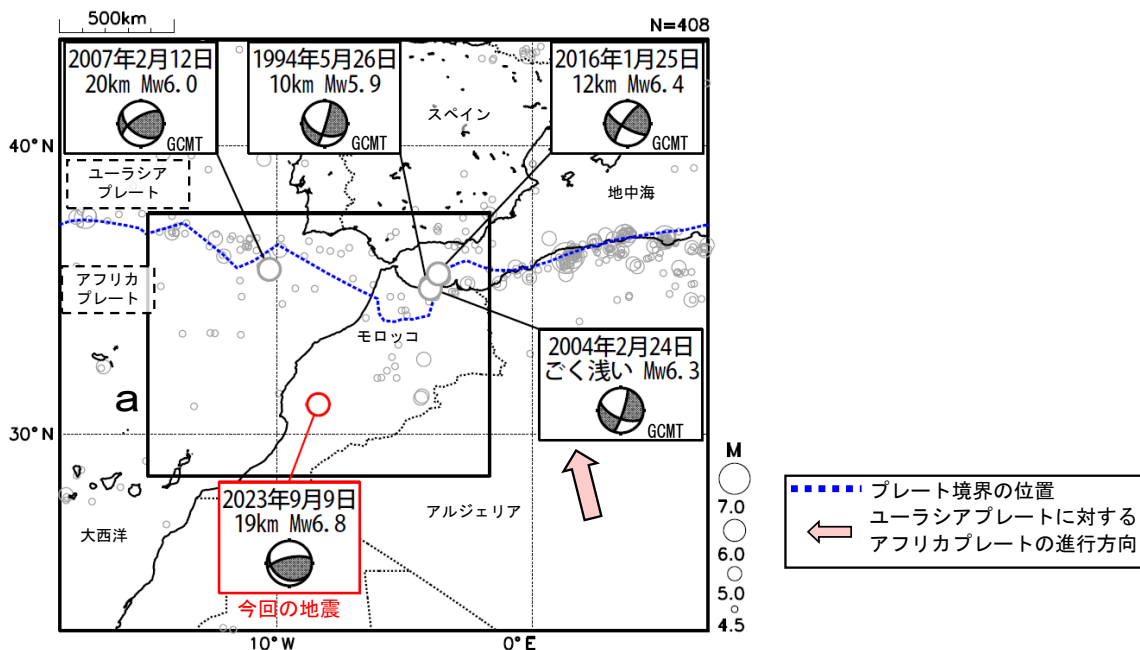 500km
N=408
2007年2月12日
20km Mw6.0
GCMT
1994年5月26日
10km Mw5.9
GCMT
2016年1月25日
12km Mw6.4
GCMT
スペイン
40°N
ユーラシア
プレート
地中海
アフリカ
プレート
モロッコ
2004年2月24日
ごく浅い Mw6.3
GCMT
a
30°N
2023年9月9日
19km Mw6.8
今回の地震
大西洋
アルジェリア
10°W
0°E
M
7.0
6.0
5.0
4.5
プレート境界の位置
ユーラシアプレートに対する
アフリカプレートの進行方向